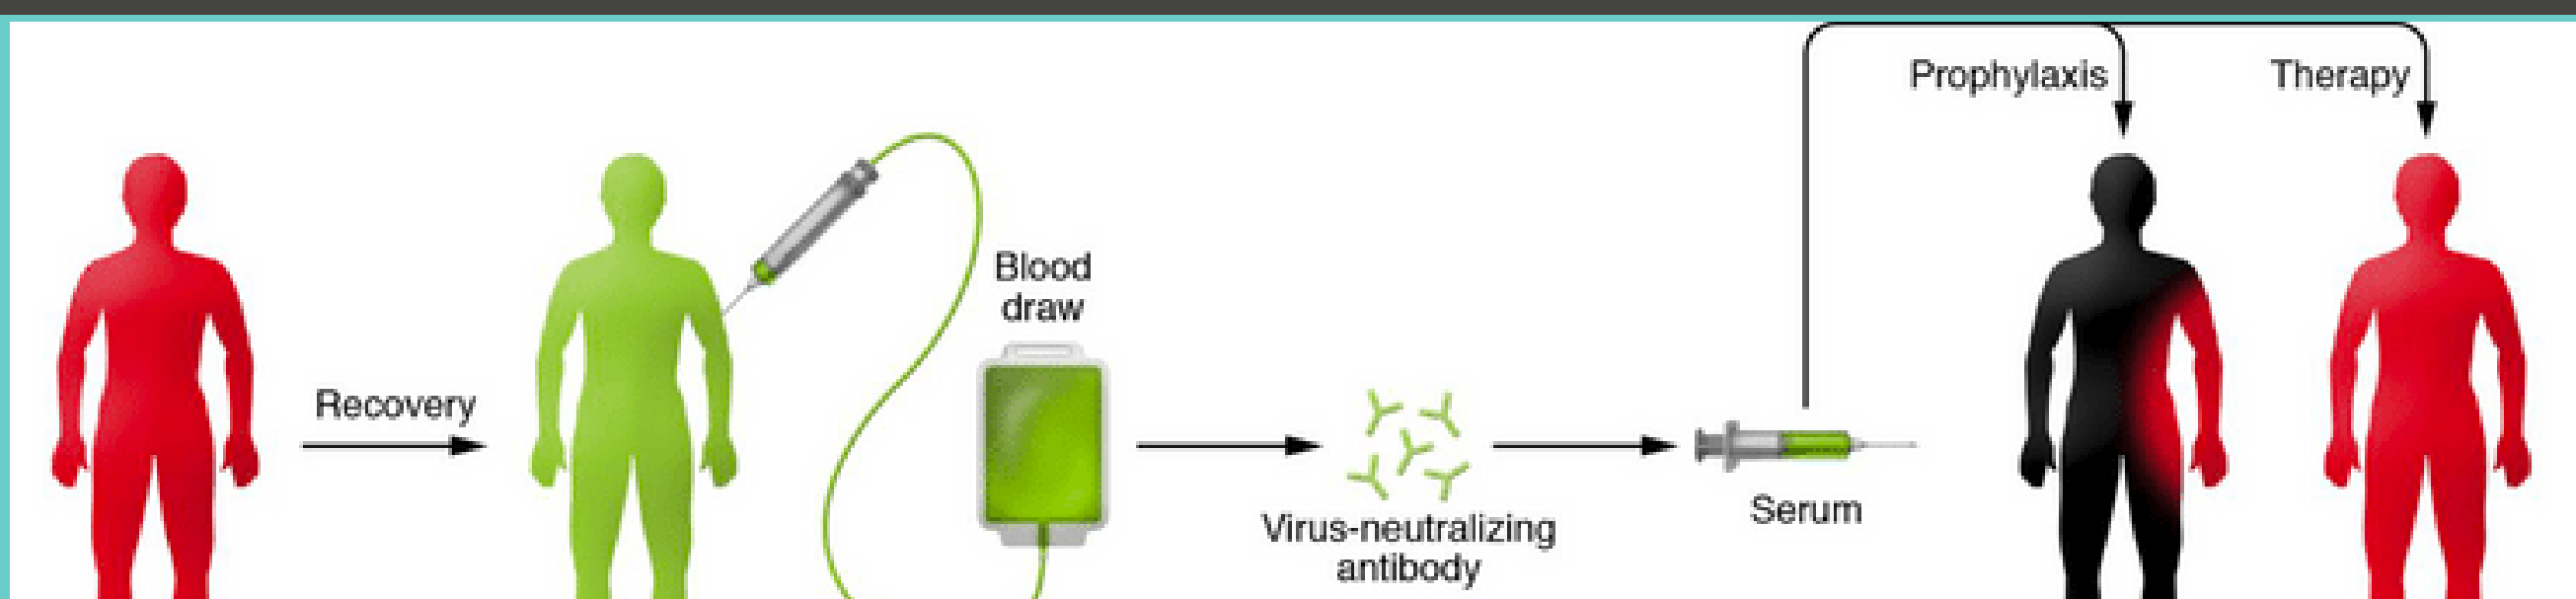 Recovery
Blood
draw
Virus-neutralizing
antibody
Serum
Prophylaxis
Therapy